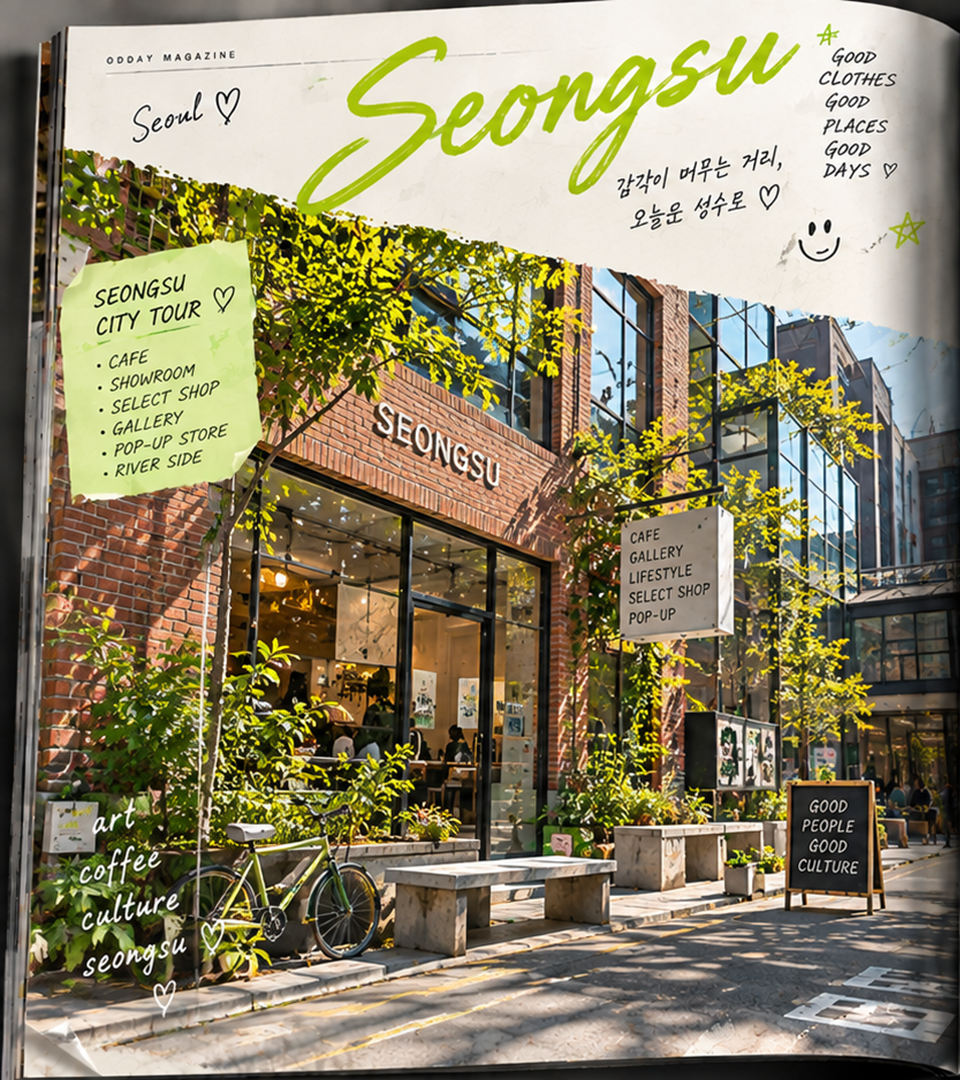 ODDAY MAGAZINE
Seoul ♡
Seongsu
GOOD
CLOTHES
GOOD
PLACES
GOOD
DAYS ♡
감각이 머무는 거리,
오늘은 성수로 ♡
SEONGSU
CITY TOUR ♡
• CAFE
• SHOWROOM
• SELECT SHOP
• GALLERY
• POP-UP STORE
• RIVER SIDE
SEONGSU
CAFE
GALLERY
LIFESTYLE
SELECT SHOP
POP-UP
GOOD
PEOPLE
GOOD
CULTURE
art
coffee
culture
seongsu ♡
♡